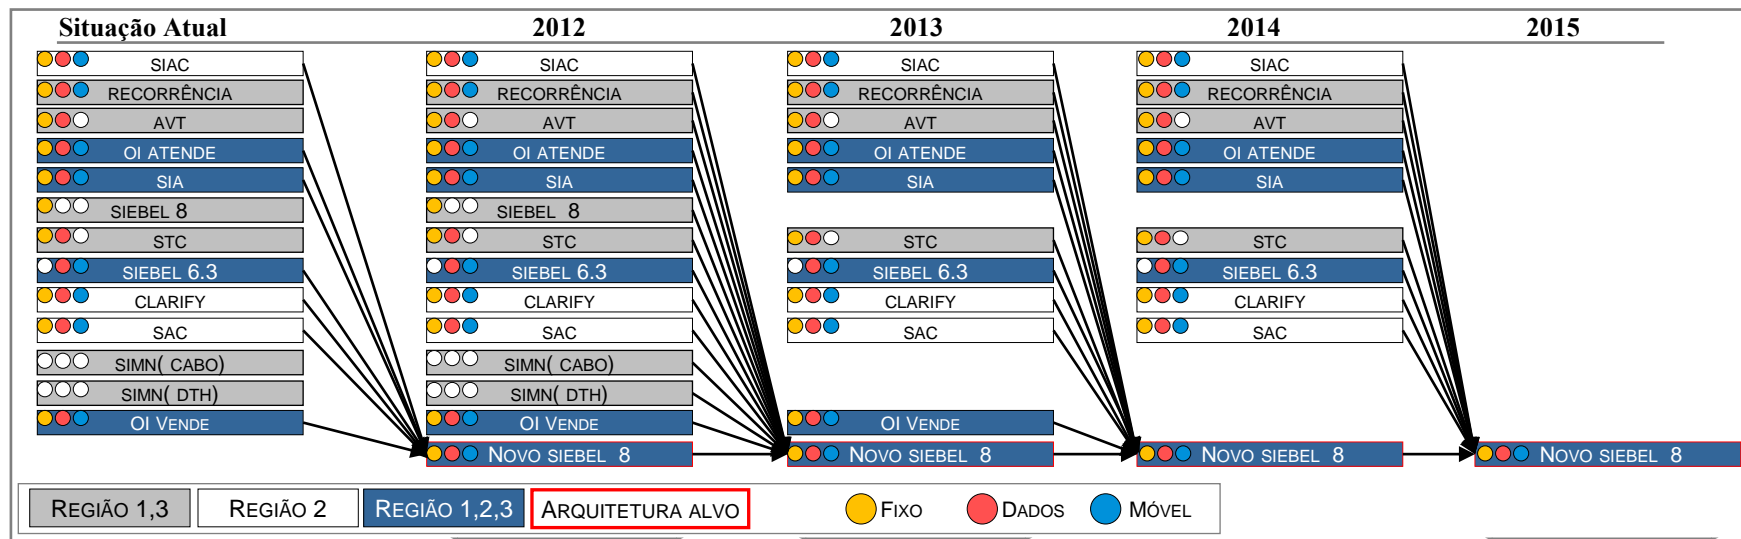 Situação Atual 2012 2013 2014 2015
SIAC SIAC SIAC SIAC
RECORRÊNCIA RECORRÊNCIA RECORRÊNCIA RECORRÊNCIA
AVT AVT AVT AVT
OI ATENDE OI ATENDE OI ATENDE OI ATENDE
SIA SIA SIA SIA
SIEBEL 8 SIEBEL 8
STC STC STC STC
SIEBEL 6.3 SIEBEL 6.3 SIEBEL 6.3 SIEBEL 6.3
CLARIFY CLARIFY CLARIFY CLARIFY
SAC SAC SAC SAC
SIMN( CABO) SIMN( CABO)
SIMN( DTH) SIMN( DTH)
OI VENDE OI VENDE OI VENDE
NOVO SIEBEL 8 NOVO SIEBEL 8 NOVO SIEBEL 8 NOVO SIEBEL 8
REGIÃO 1,3 REGIÃO 2 REGIÃO 1,2,3 ARQUITETURA ALVO FIXO DADOS MÓVEL